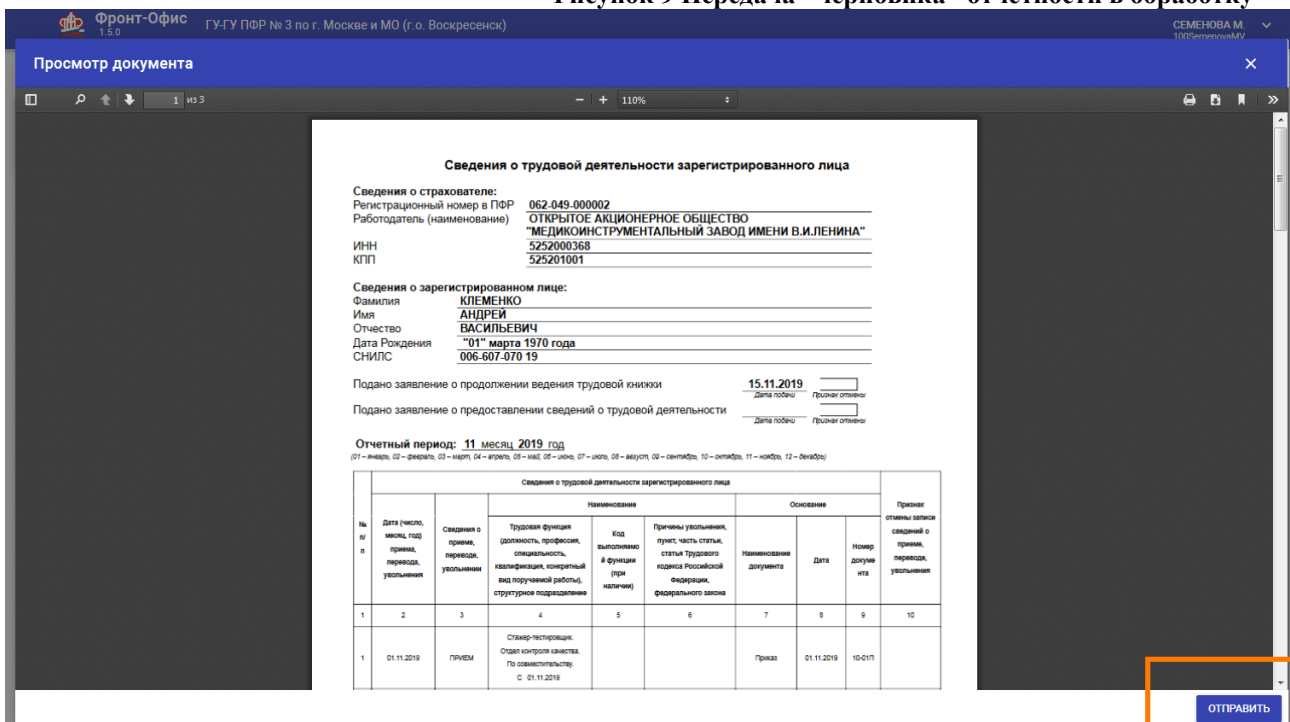 Рисунок 9 Передача "черновика" отчетности в обработку
Фронт-Офис
1.5.0
ГУ-ГУ ПФР № 3 по г. Москве и МО (г.о. Воскресенск)
СЕМЕНОВА М.
100SemenovaMV
Просмотр документа
1 из 3
110%
Сведения о трудовой деятельности зарегистрированного лица
Сведения о страхователе:
Регистрационный номер в ПФР 062-049-000002
Работодатель (наименование) ОТКРЫТОЕ АКЦИОНЕРНОЕ ОБЩЕСТВО
"МЕДИКОИНСТРУМЕНТАЛЬНЫЙ ЗАВОД ИМЕНИ В.И.ЛЕНИНА"
ИНН 5252000368
КПП 525201001
Сведения о зарегистрированном лице:
Фамилия КЛЕМЕНКО
Имя АНДРЕЙ
Отчество ВАСИЛЬЕВИЧ
Дата Рождения "01" марта 1970 года
СНИЛС 006-607-070 19
Подано заявление о продолжении ведения трудовой книжки 15.11.2019
Дата подачи Признак отмены
Подано заявление о предоставлении сведений о трудовой деятельности
Дата подачи Признак отмены
Отчетный период: 11 месяц 2019 год
(01 – январь, 02 – февраль, 03 – март, 04 – апрель, 05 – май, 06 – июнь, 07 – июль, 08 – август, 09 – сентябрь, 10 – октябрь, 11 – ноябрь, 12 – декабрь)
Сведения о трудовой деятельности зарегистрированного лица
Наименование
Основание
№
п/
п
Дата (число,
месяц, год)
приема,
перевода,
увольнения
Сведения о
приеме,
переводе,
увольнении
Трудовая функция
(должность, профессия,
специальность,
квалификация, конкретный
вид поручаемой работы),
структурное подразделение
Код
выполняемо
й функции
(при
наличии)
Причины увольнения,
пункт, часть статьи,
статья Трудового
кодекса Российской
Федерации,
федерального закона
Наименование
документа
Дата
Номер
докуме
нта
Признак
отмены записи
сведений о
приеме,
переводе,
увольнении
1 2 3 4 5 6 7 8 9 10
1 01.11.2019 ПРИЕМ
Стажер-тестировщик.
Отдел контроля качества.
По совместительству.
С 01.11.2019
Приказ 01.11.2019 10-01П
ОТПРАВИТЬ